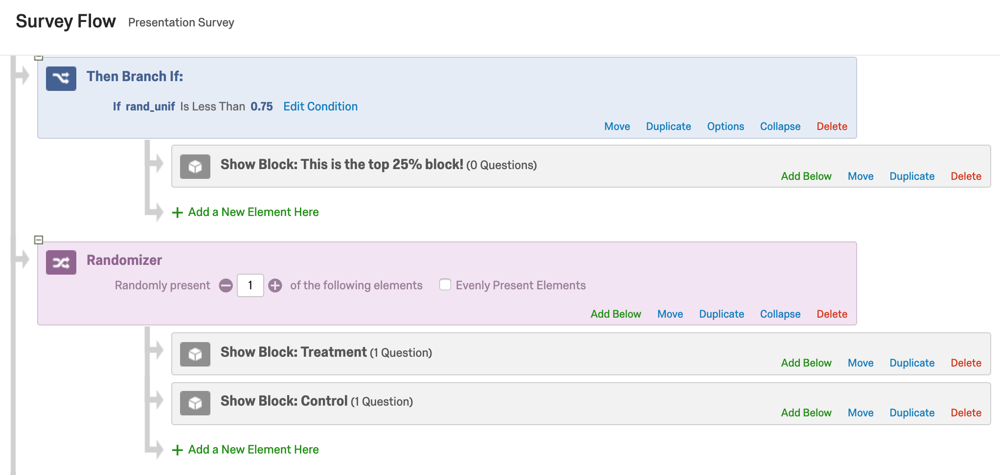 Survey Flow Presentation Survey
Then Branch If:
If rand_unif Is Less Than 0.75 Edit Condition
Move Duplicate Options Collapse Delete
Show Block: This is the top 25% block! (0 Questions)
Add Below Move Duplicate Delete
+ Add a New Element Here
Randomizer
Randomly present 1 of the following elements Evenly Present Elements
Add Below Move Duplicate Collapse Delete
Show Block: Treatment (1 Question)
Add Below Move Duplicate Delete
Show Block: Control (1 Question)
Add Below Move Duplicate Delete
+ Add a New Element Here